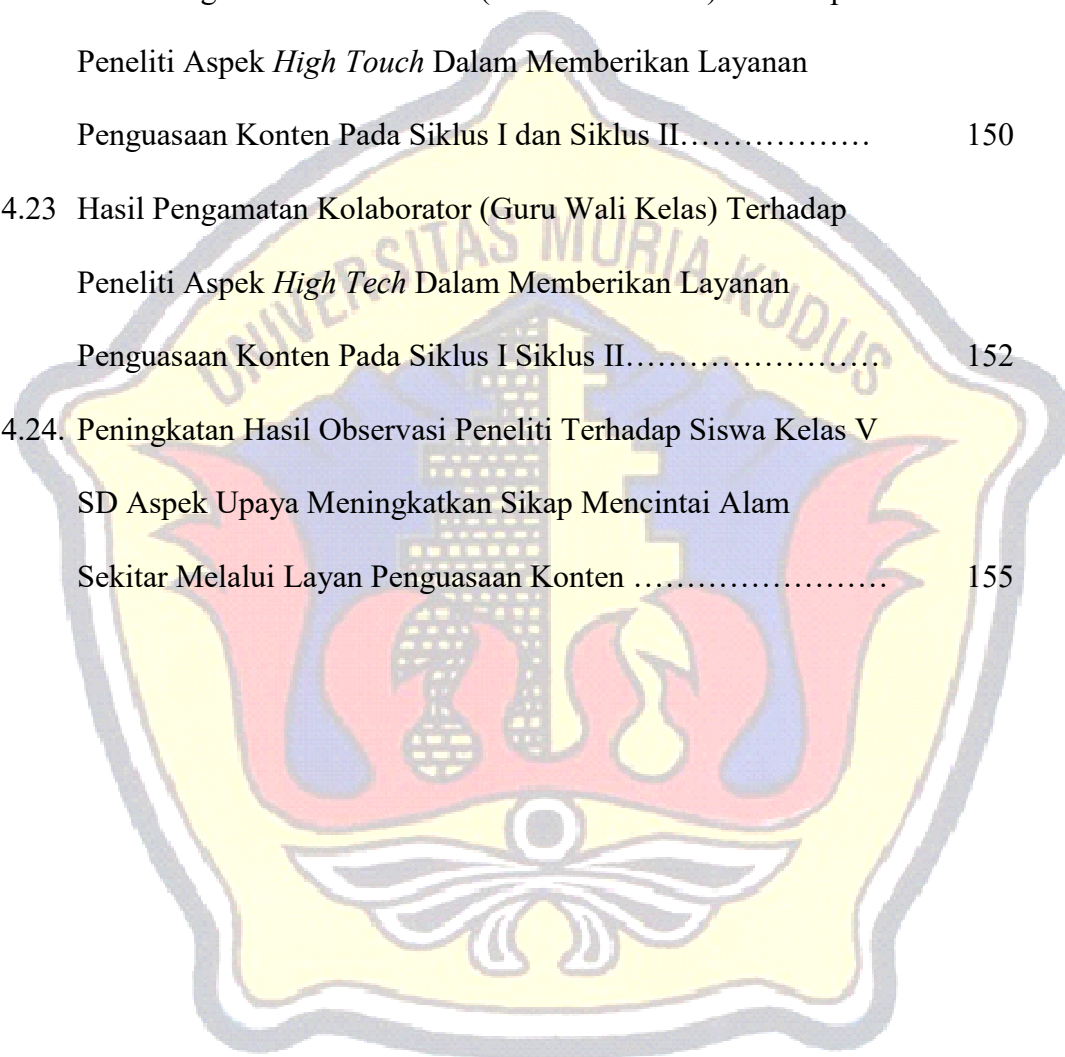 Peneliti Aspek High Touch Dalam Memberikan Layanan
Penguasaan Konten Pada Siklus I dan Siklus II……………… 150
4.23 Hasil Pengamatan Kolaborator (Guru Wali Kelas) Terhadap
Peneliti Aspek High Tech Dalam Memberikan Layanan
Penguasaan Konten Pada Siklus I Siklus II…………………… 152
4.24. Peningkatan Hasil Observasi Peneliti Terhadap Siswa Kelas V
SD Aspek Upaya Meningkatkan Sikap Mencintai Alam
Sekitar Melalui Layan Penguasaan Konten …………………… 155
UNIVERSITAS MURIA KUDUS